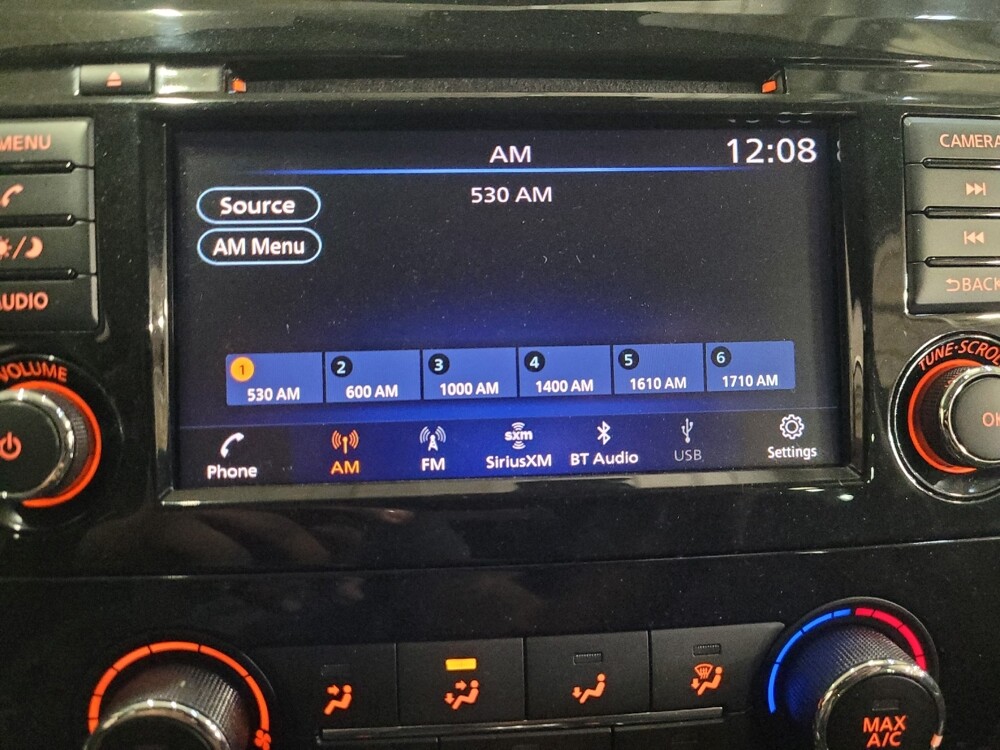 MENU
AUDIO
VOLUME
AM
12:08
530 AM
Source
AM Menu
1
530 AM
2
600 AM
3
1000 AM
4
1400 AM
5
1610 AM
6
1710 AM
Phone
AM
FM
sxm
SiriusXM
BT Audio
USB
Settings
CAMERA
BACK
TUNE·SCROLL
OK
MAX
A/C